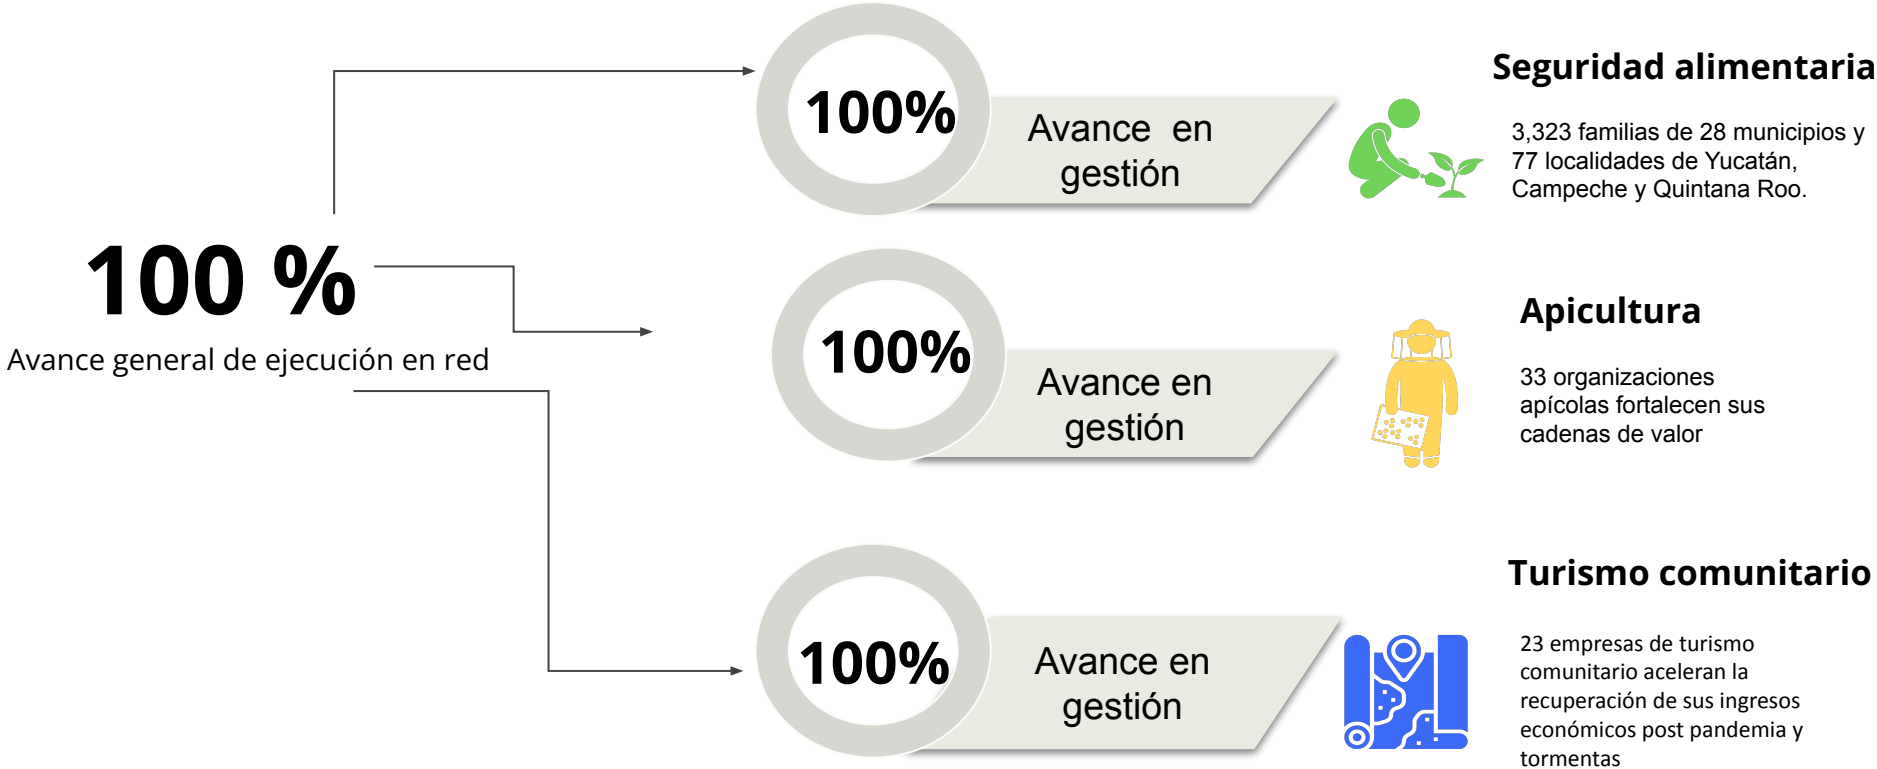 100 %
Avance general de ejecución en red
100%
Avance en
gestión
Seguridad alimentaria
3,323 familias de 28 municipios y
77 localidades de Yucatán,
Campeche y Quintana Roo.
100%
Avance en
gestión
Apicultura
33 organizaciones
apícolas fortalecen sus
cadenas de valor
100%
Avance en
gestión
Turismo comunitario
23 empresas de turismo
comunitario aceleran la
recuperación de sus ingresos
económicos post pandemia y
tormentas